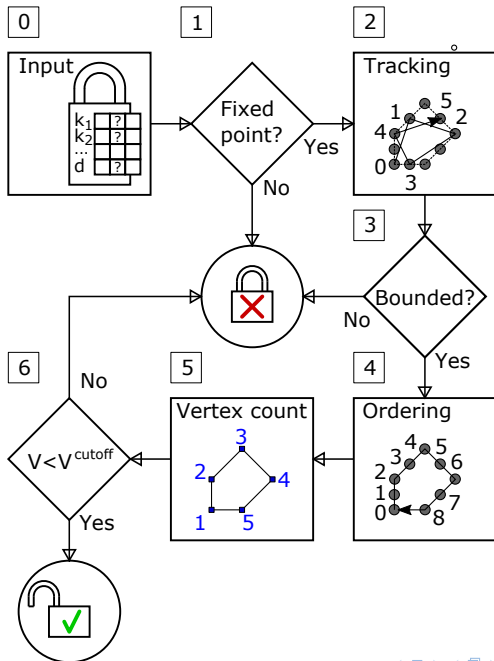 0
Input
k1 ?
k2 ?
...
d ?
1
Fixed
point?
Yes
No
2
Tracking
5
1
2
4
0
3
3
Bounded?
No
Yes
4
Ordering
4
5
3
6
2
1
7
0
8
5
Vertex count
3
2
4
1
5
6
No
V<V^cutoff
Yes